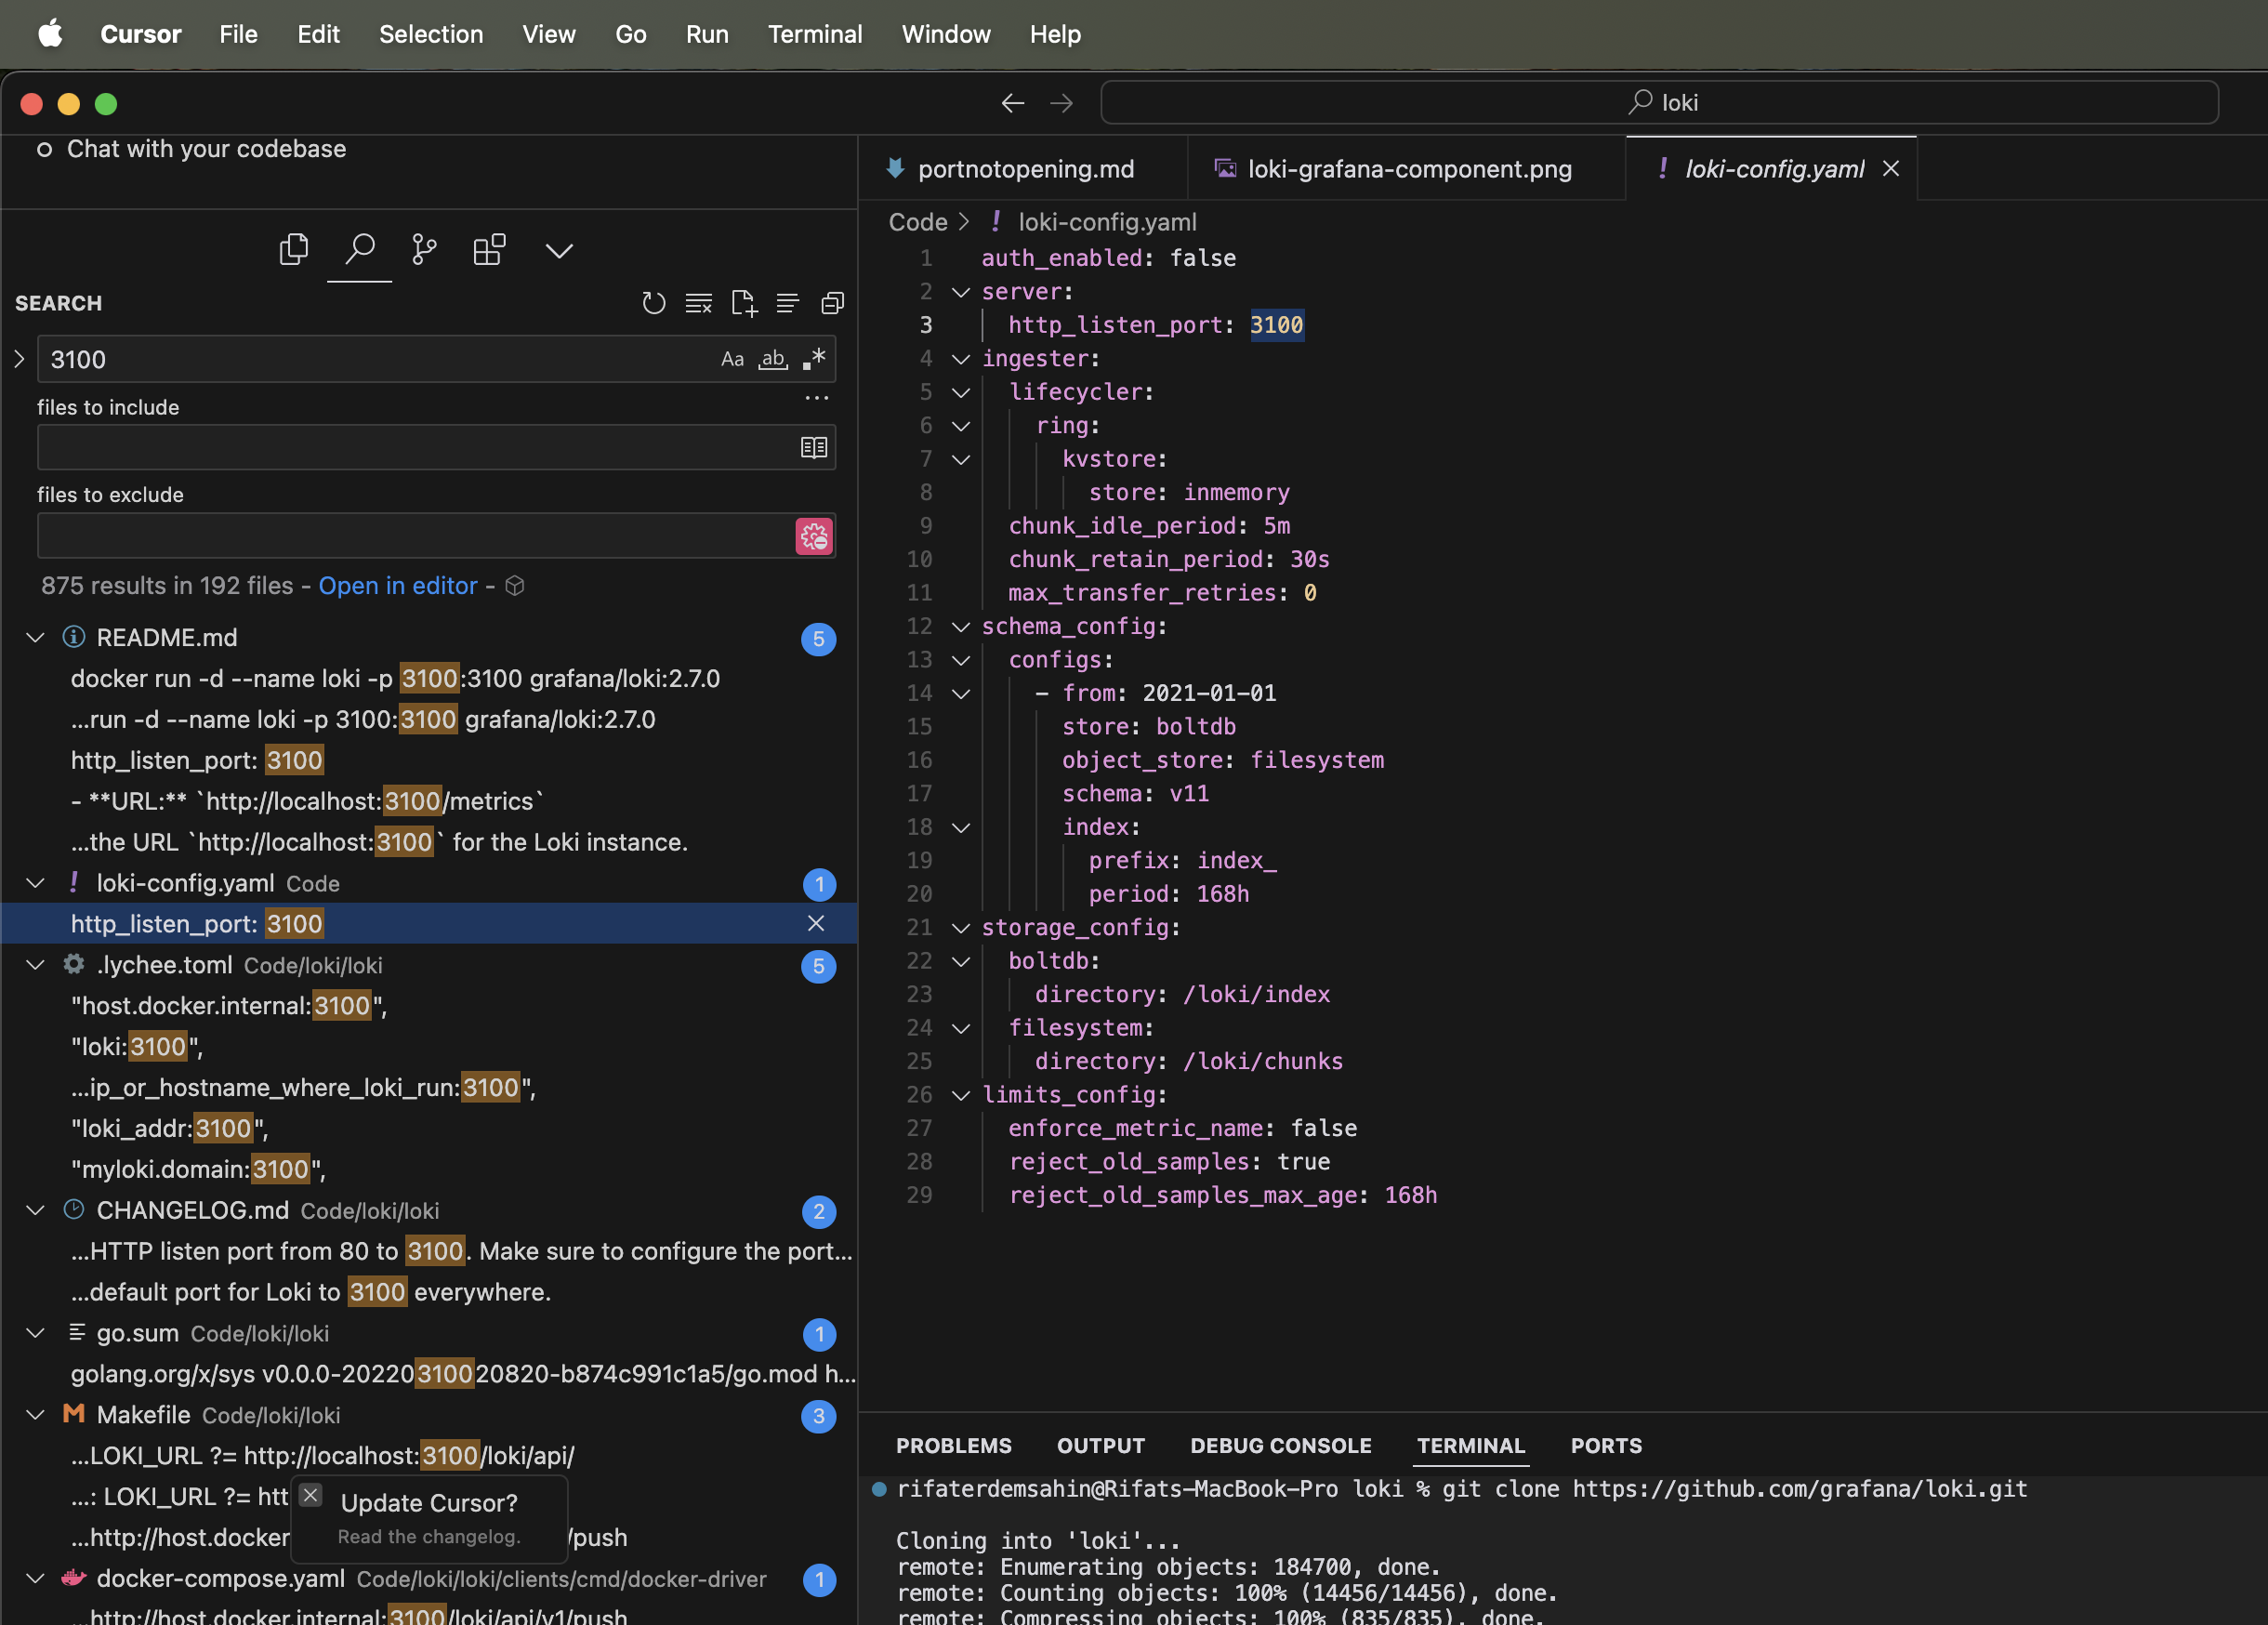 Cursor File Edit Selection View Go Run Terminal Window Help
loki
Chat with your codebase
SEARCH
3100
Aa ab .*
files to include
...
files to exclude
875 results in 192 files - Open in editor -
README.md 5
docker run -d --name loki -p 3100:3100 grafana/loki:2.7.0
...run -d --name loki -p 3100:3100 grafana/loki:2.7.0
http_listen_port: 3100
- **URL:** `http://localhost:3100/metrics`
...the URL `http://localhost:3100` for the Loki instance.
! loki-config.yaml Code 1
http_listen_port: 3100
.lychee.toml Code/loki/loki 5
"host.docker.internal:3100",
"loki:3100",
...ip_or_hostname_where_loki_run:3100",
"loki_addr:3100",
"myloki.domain:3100",
CHANGELOG.md Code/loki/loki 2
...HTTP listen port from 80 to 3100. Make sure to configure the port...
...default port for Loki to 3100 everywhere.
go.sum Code/loki/loki 1
golang.org/x/sys v0.0.0-20220310020820-b874c991c1a5/go.mod h...
M Makefile Code/loki/loki 3
...LOKI_URL ?= http://localhost:3100/loki/api/
...: LOKI_URL ?= htt
...http://host.docker /push
Update Cursor?
Read the changelog.
docker-compose.yaml Code/loki/loki/clients/cmd/docker-driver 1
...http://host.docker.internal:3100/loki/api/v1/push
portnotopening.md loki-grafana-component.png ! loki-config.yaml
Code > ! loki-config.yaml
1 auth_enabled: false
2 server:
3 http_listen_port: 3100
4 ingester:
5 lifecycler:
6 ring:
7 kvstore:
8 store: inmemory
9 chunk_idle_period: 5m
10 chunk_retain_period: 30s
11 max_transfer_retries: 0
12 schema_config:
13 configs:
14 - from: 2021-01-01
15 store: boltdb
16 object_store: filesystem
17 schema: v11
18 index:
19 prefix: index_
20 period: 168h
21 storage_config:
22 boltdb:
23 directory: /loki/index
24 filesystem:
25 directory: /loki/chunks
26 limits_config:
27 enforce_metric_name: false
28 reject_old_samples: true
29 reject_old_samples_max_age: 168h
PROBLEMS OUTPUT DEBUG CONSOLE TERMINAL PORTS
rifaterdemsahin@Rifats-MacBook-Pro loki % git clone https://github.com/grafana/loki.git
Cloning into 'loki'...
remote: Enumerating objects: 184700, done.
remote: Counting objects: 100% (14456/14456), done.
remote: Compressing objects: 100% (835/835), done.